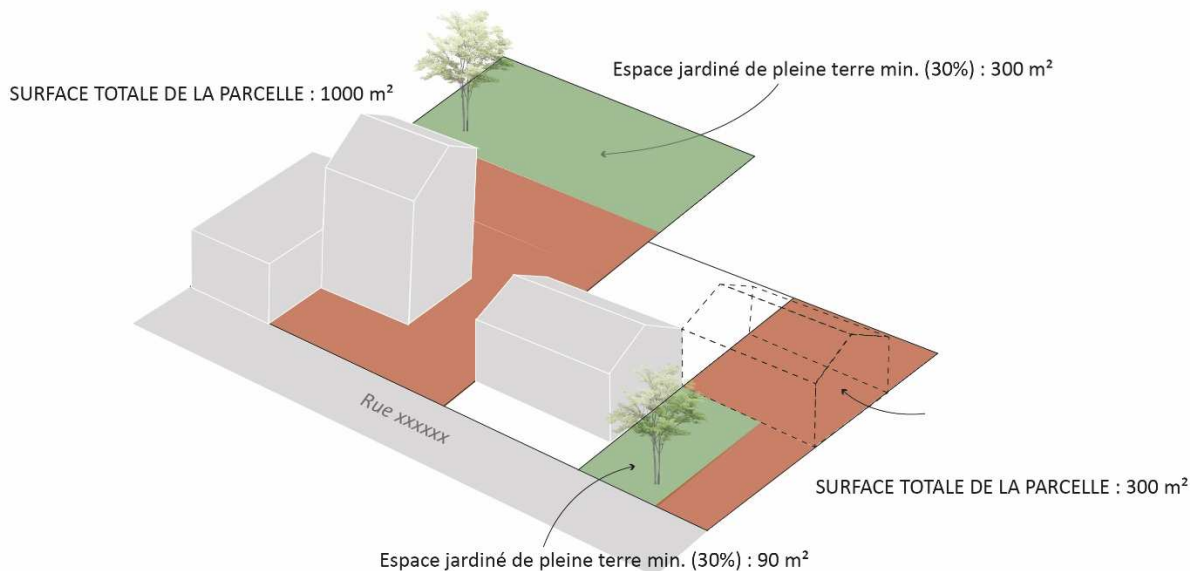 Espace jardiné de pleine terre min. (30%) : 300 m²
SURFACE TOTALE DE LA PARCELLE : 1000 m²
Rue xxxxxx
SURFACE TOTALE DE LA PARCELLE : 300 m²
Espace jardiné de pleine terre min. (30%) : 90 m²